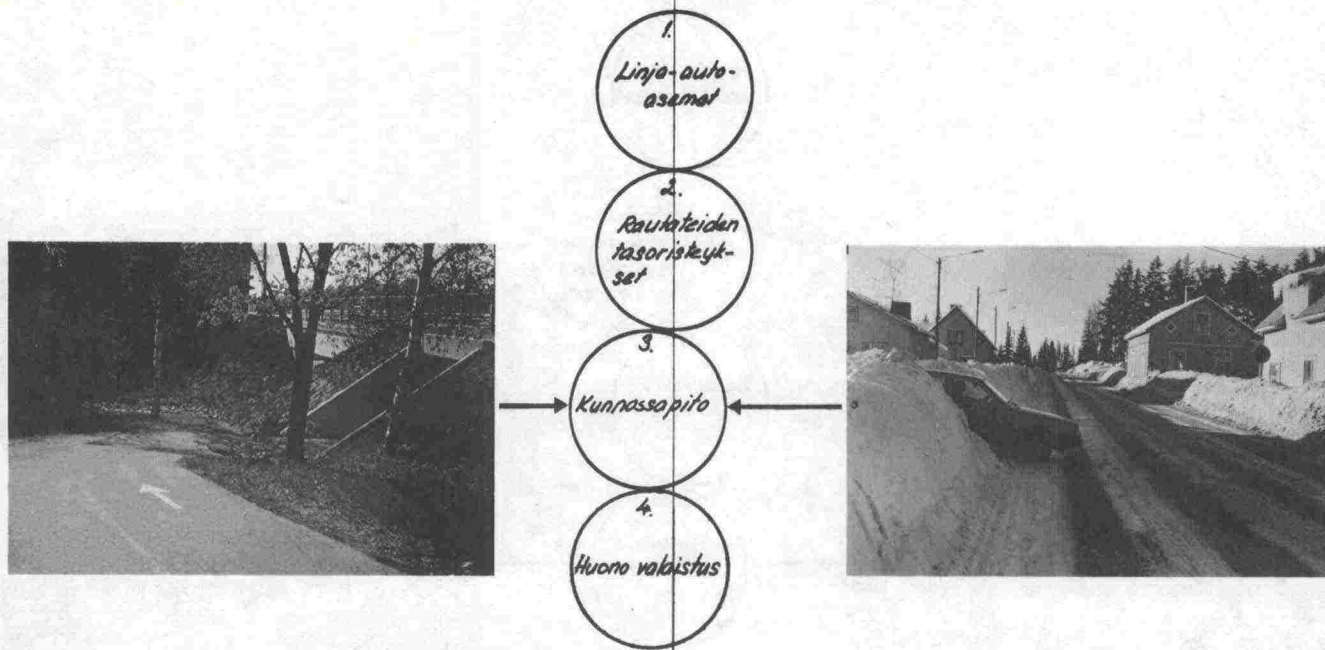 1.
Linja-auto-
asemat
2.
Rautateiden
tasoristeyk-
set
3.
Kunnossapito
4.
Huono valaistus